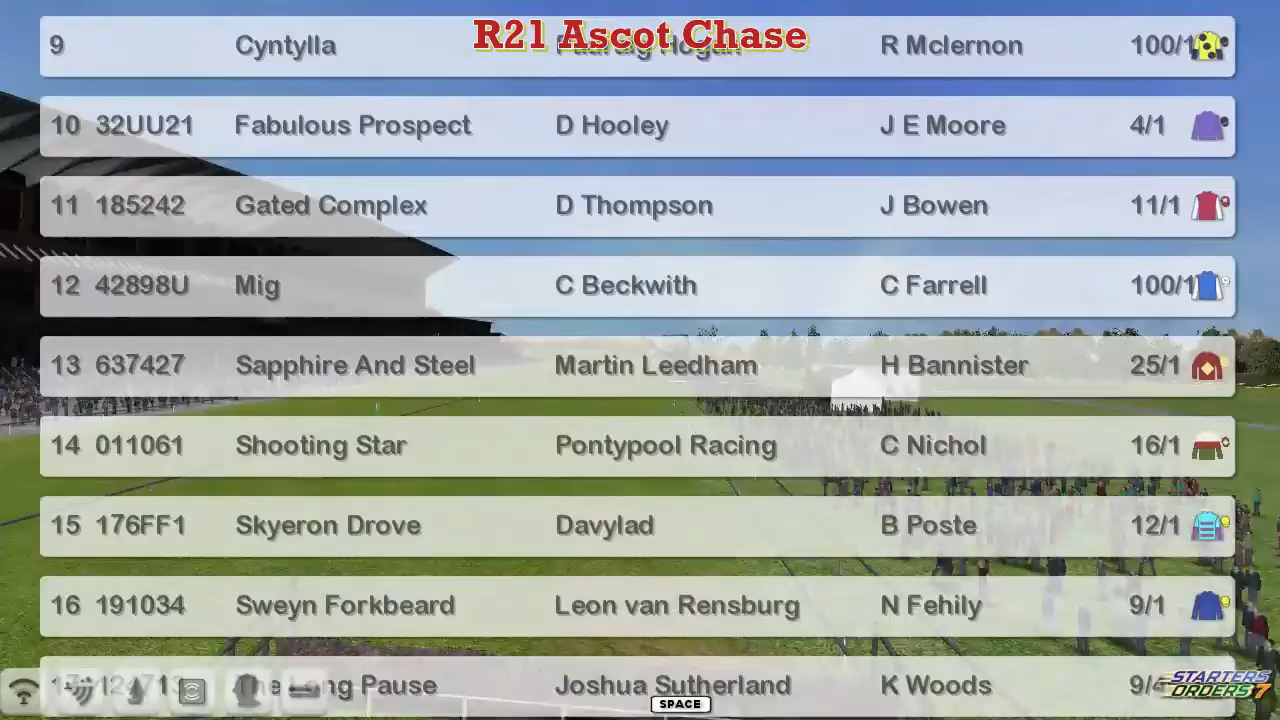 R21 Ascot Chase
9 Cyntylla Padraig Hogan R Mclernon 100/1
10 32UU21 Fabulous Prospect D Hooley J E Moore 4/1
11 185242 Gated Complex D Thompson J Bowen 11/1
12 42898U Mig C Beckwith C Farrell 100/1
13 637427 Sapphire And Steel Martin Leedham H Bannister 25/1
14 011061 Shooting Star Pontypool Racing C Nichol 16/1
15 176FF1 Skyeron Drove Davylad B Poste 12/1
16 191034 Sweyn Forkbeard Leon van Rensburg N Fehily 9/1
The Long Pause Joshua Sutherland K Woods
SPACE
STARTERS
ORDERS 7